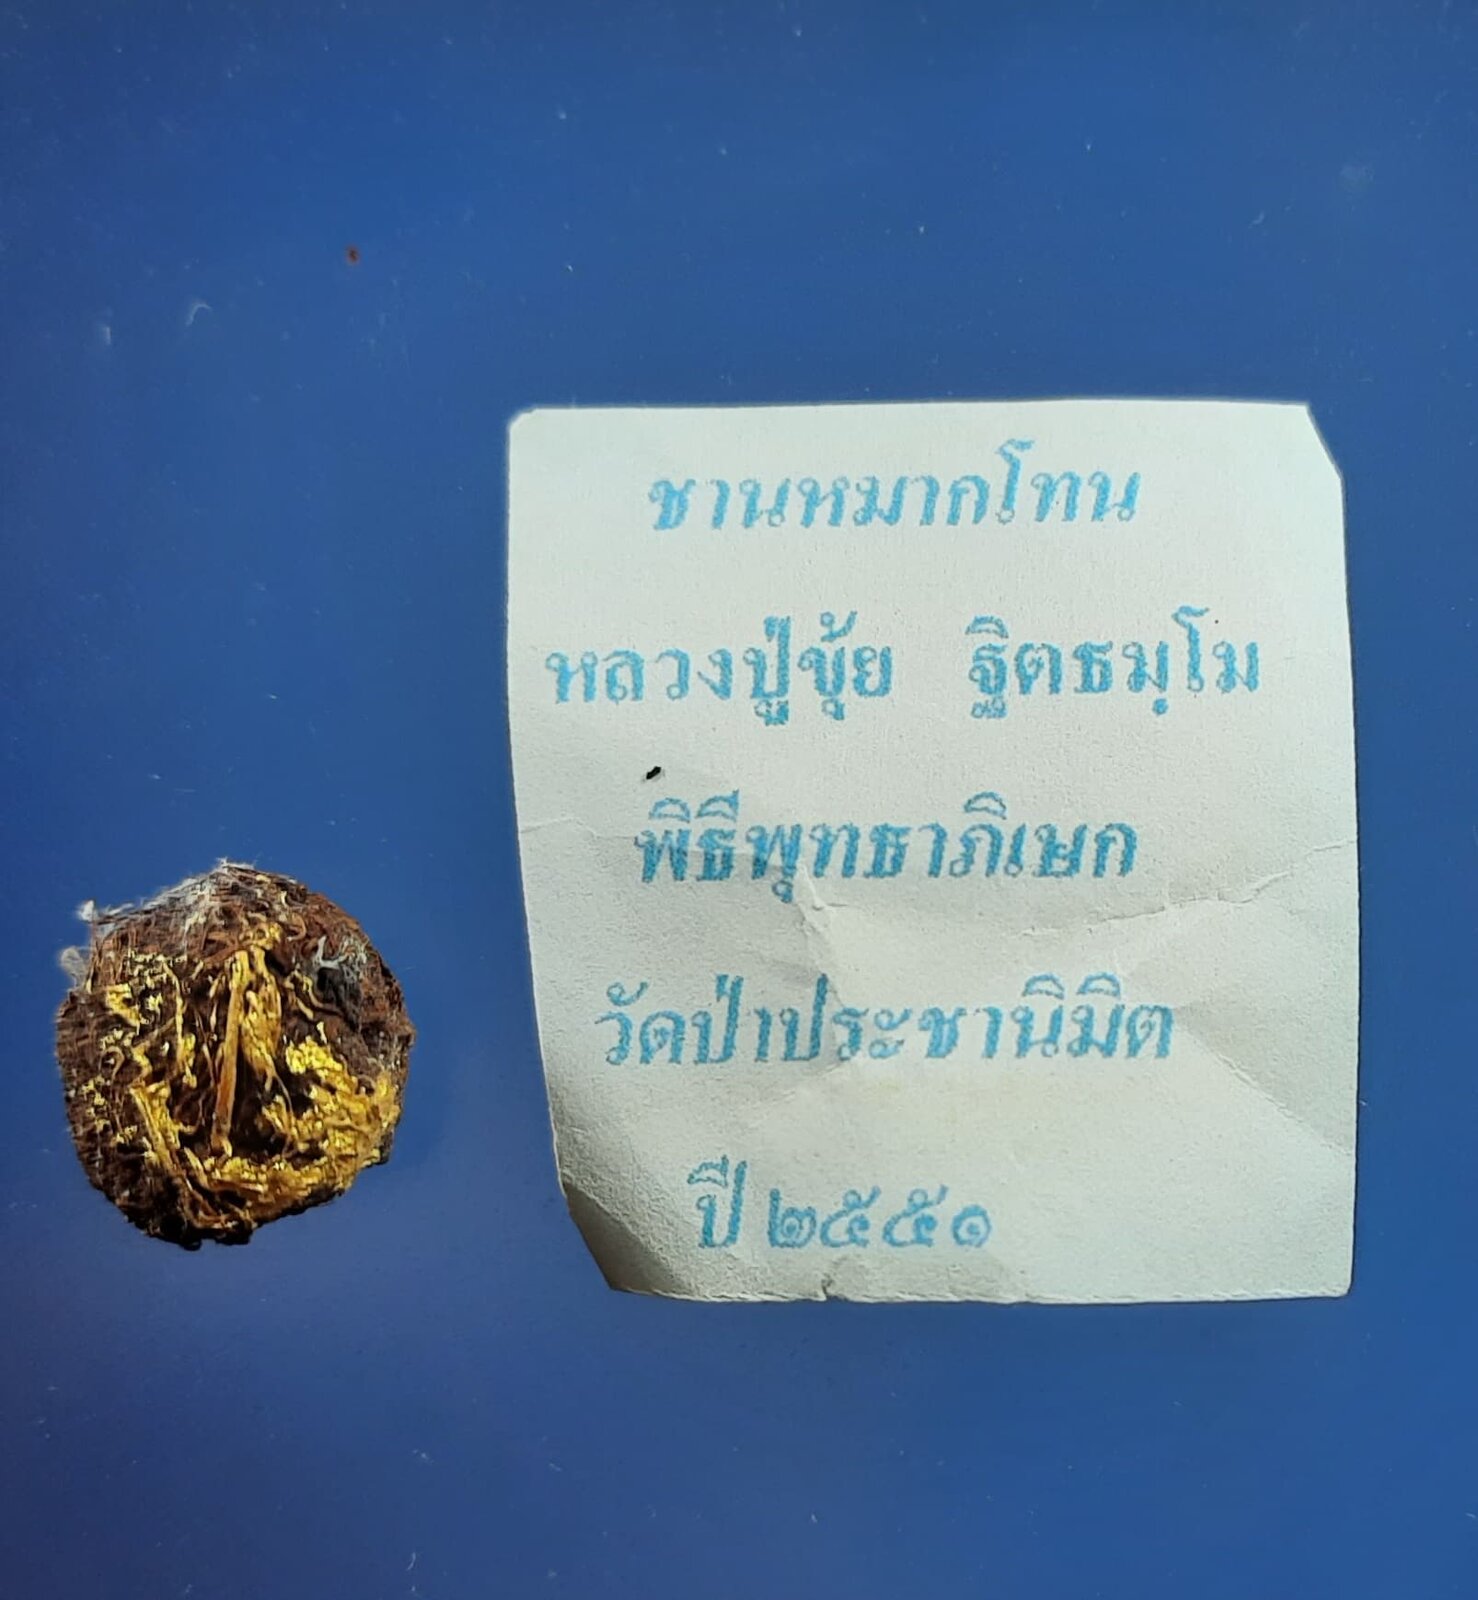 ชานหมากโทน
หลวงปู่ขุ้ย ฐิตธมฺโม
พิธีพุทธาภิเษก
วัดป่าประชานิมิต
ปี ๒๕๕๑